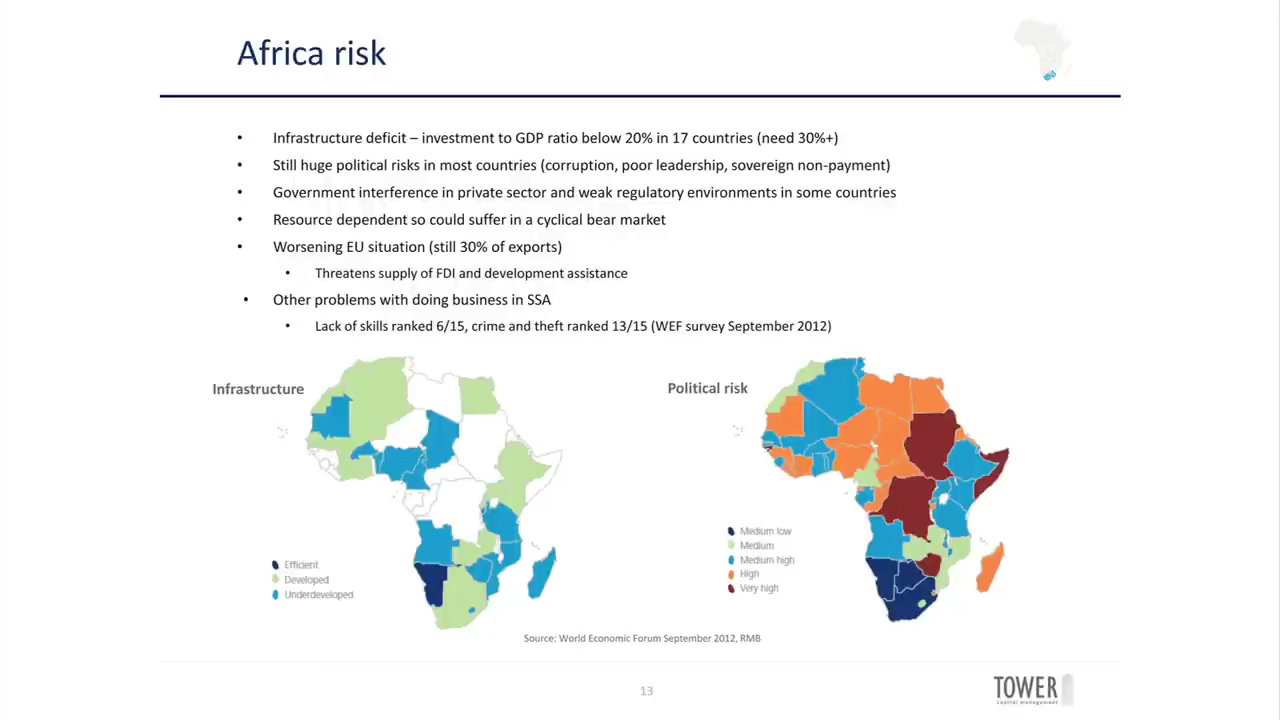 Africa risk
• Infrastructure deficit – investment to GDP ratio below 20% in 17 countries (need 30%+)
• Still huge political risks in most countries (corruption, poor leadership, sovereign non-payment)
• Government interference in private sector and weak regulatory environments in some countries
• Resource dependent so could suffer in a cyclical bear market
• Worsening EU situation (still 30% of exports)
• Threatens supply of FDI and development assistance
• Other problems with doing business in SSA
• Lack of skills ranked 6/15, crime and theft ranked 13/15 (WEF survey September 2012)
Infrastructure
Efficient
Developed
Underdeveloped
Political risk
Medium low
Medium
Medium high
High
Very high
Source: World Economic Forum September 2012, RMB
13
TOWER
capital management